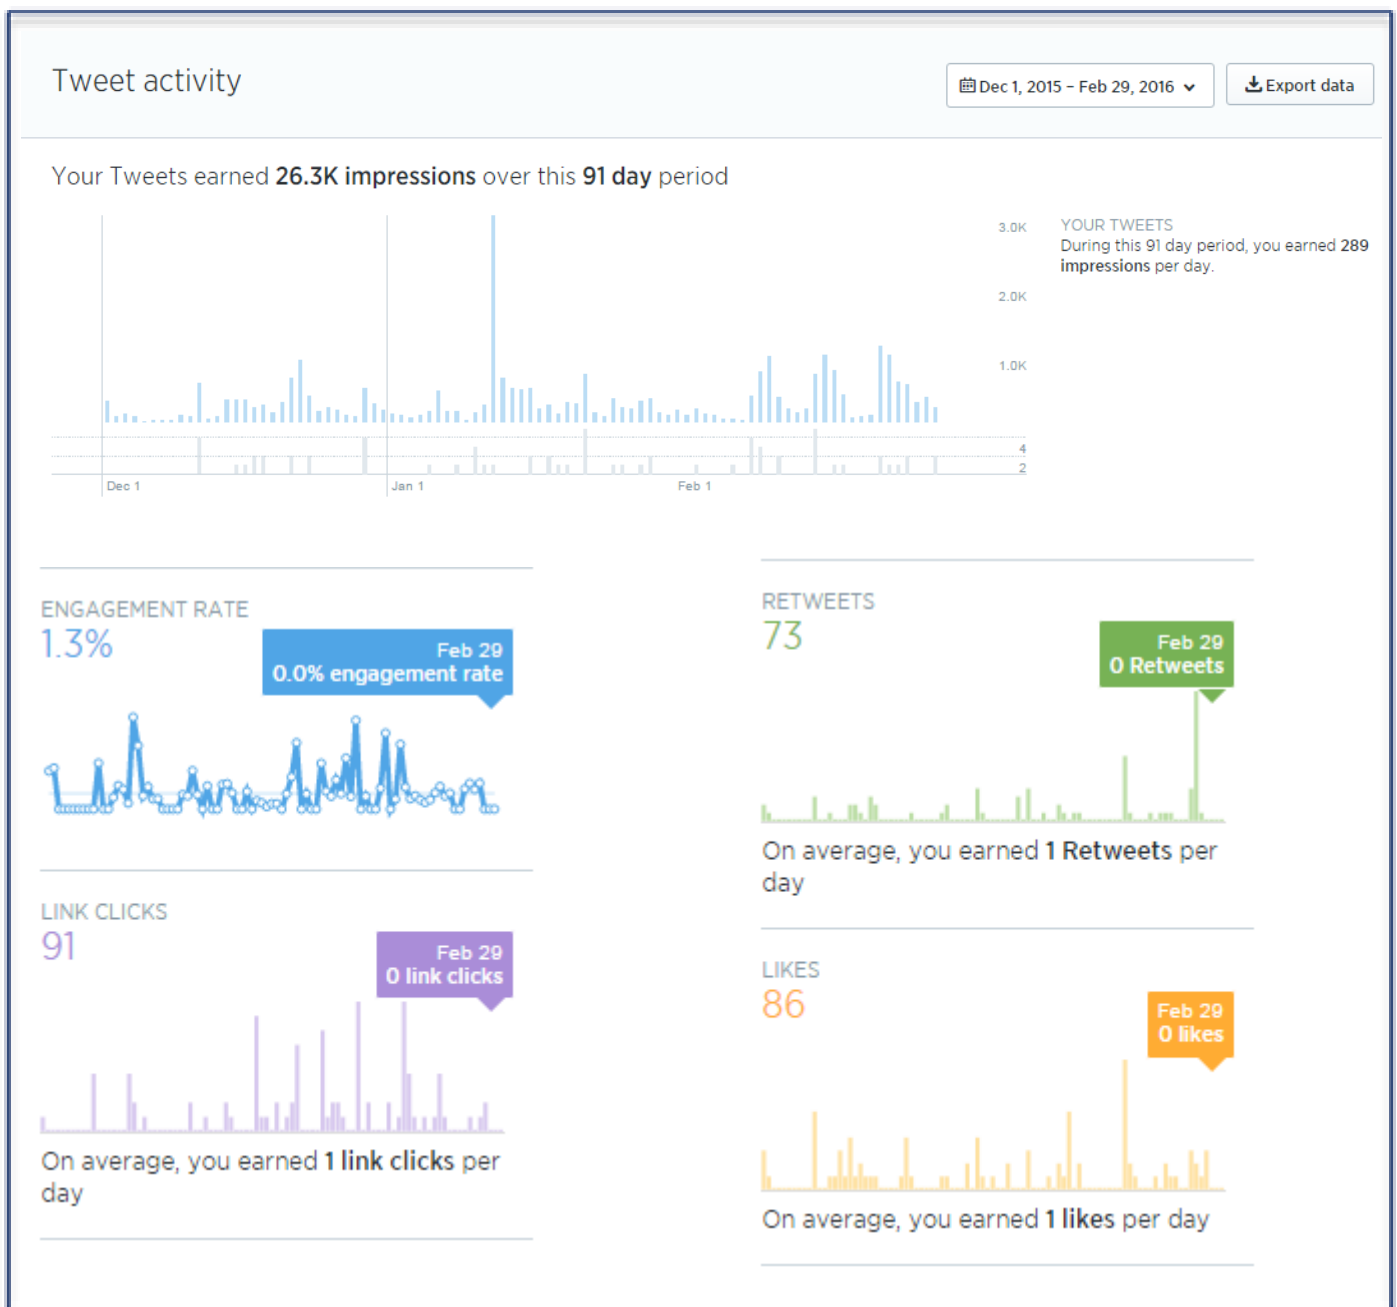 Tweet activity
Dec 1, 2015 – Feb 29, 2016
Export data
Your Tweets earned 26.3K impressions over this 91 day period
3.0K
2.0K
1.0K
4
2
Dec 1
Jan 1
Feb 1
YOUR TWEETS
During this 91 day period, you earned 289
impressions per day.
ENGAGEMENT RATE
1.3%
Feb 29
0.0% engagement rate
LINK CLICKS
91
Feb 29
0 link clicks
On average, you earned 1 link clicks per
day
RETWEETS
73
Feb 29
0 Retweets
On average, you earned 1 Retweets per
day
LIKES
86
Feb 29
0 likes
On average, you earned 1 likes per day